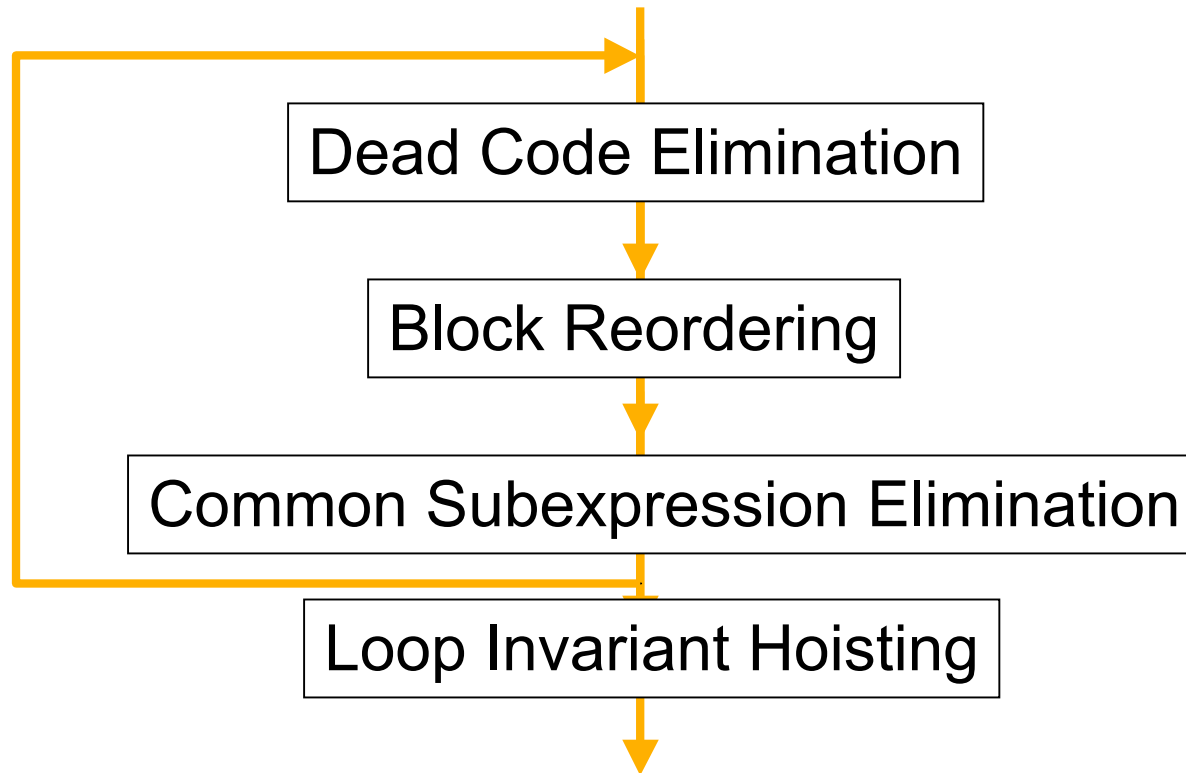 Dead Code Elimination
Block Reordering
Common Subexpression Elimination
Loop Invariant Hoisting